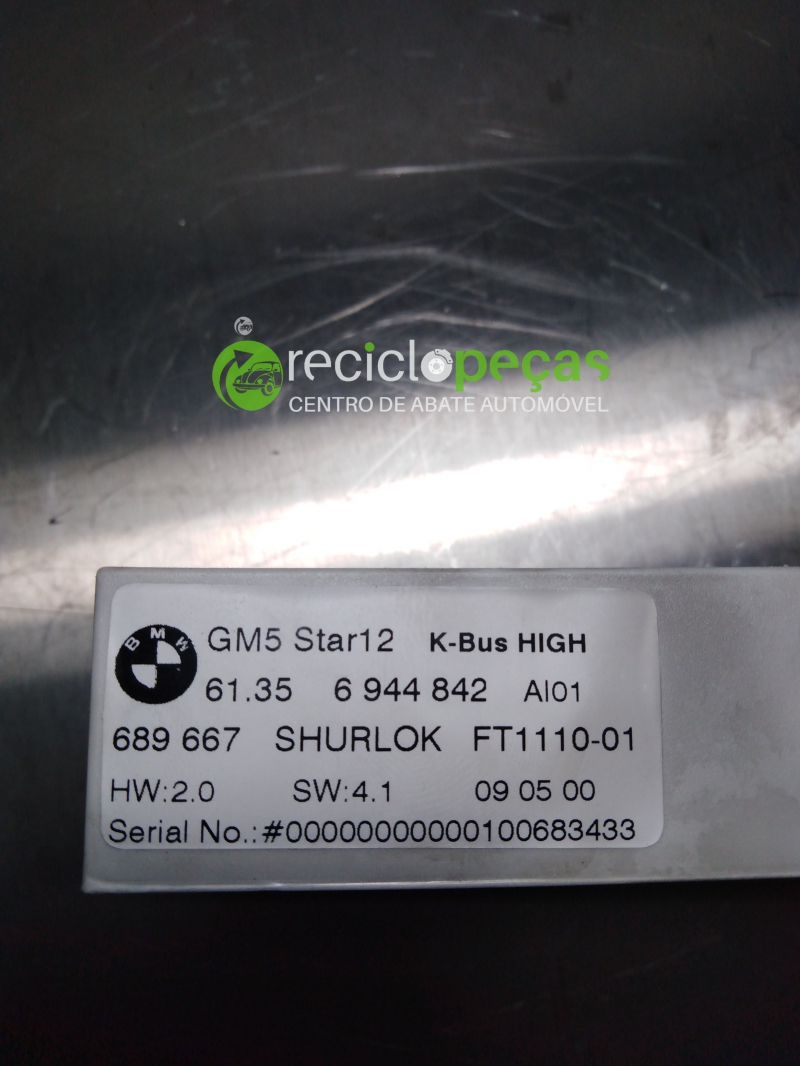 reciclopeças
CENTRO DE ABATE AUTOMÓVEL
BMW
GM5 Star12 K-Bus HIGH
61.35 6 944 842 AI01
689 667 SHURLOK FT1110-01
HW:2.0 SW:4.1 09 05 00
Serial No.:#00000000000100683433